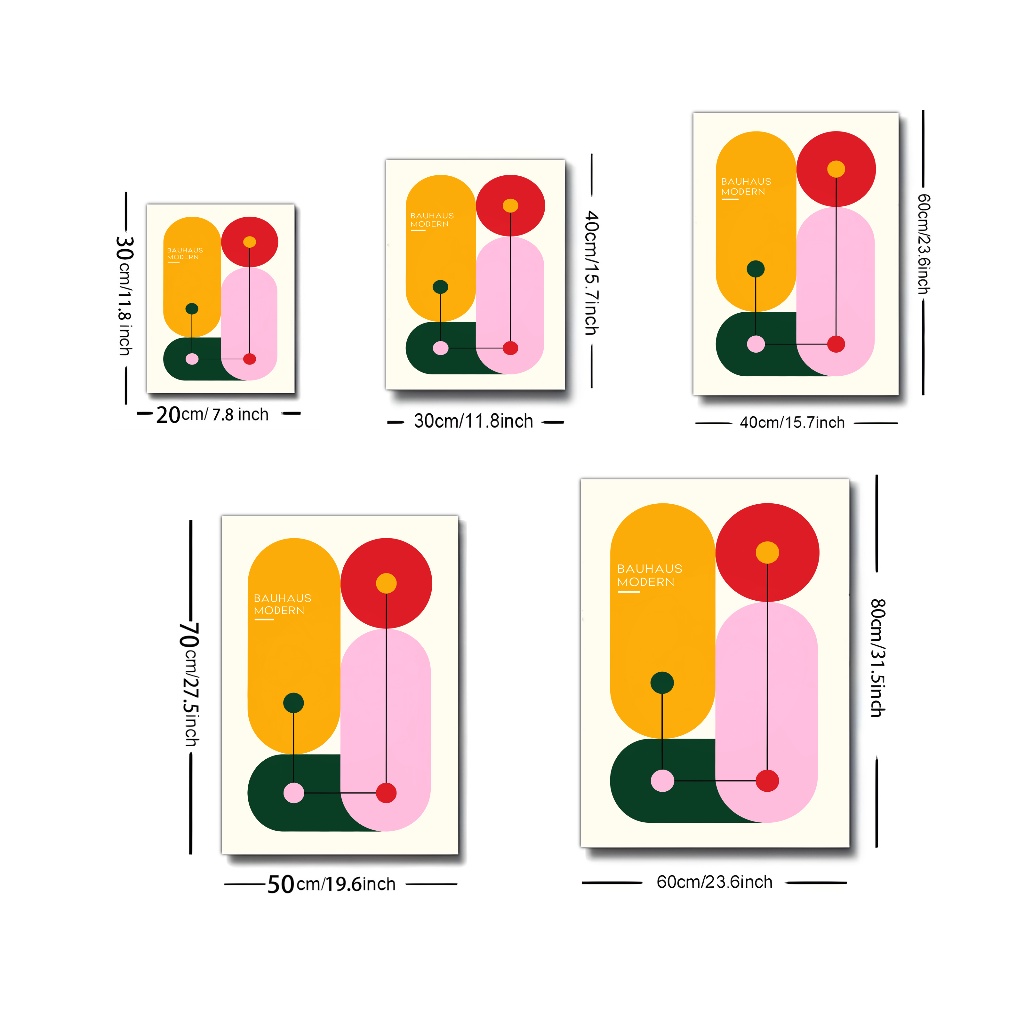 BAUHAUS
MODERN
30cm/11.8 inch
20cm/ 7.8 inch
BAUHAUS
MODERN
40cm/15.7inch
30cm/11.8inch
BAUHAUS
MODERN
60cm/23.6inch
40cm/15.7inch
BAUHAUS
MODERN
70cm/27.5inch
50cm/19.6inch
BAUHAUS
MODERN
80cm/31.5inch
60cm/23.6inch